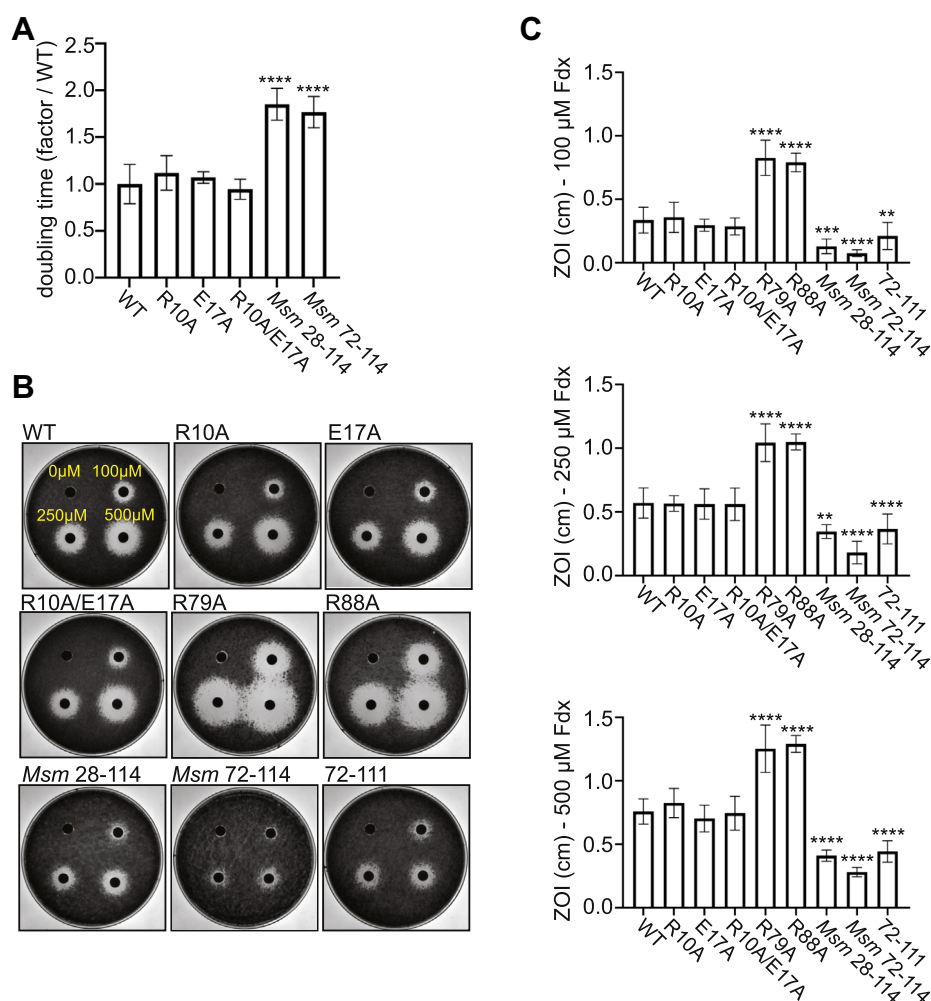 A
doubling time (factor / WT)
2.5
2.0
1.5
1.0
0.5
0.0
****
****
WT
R10A
E17A
R10A/E17A
Msm 28-114
Msm 72-114
B
WT
R10A
E17A
0µM
100µM
250µM
500µM
R10A/E17A
R79A
R88A
Msm 28-114
Msm 72-114
72-111
C
ZOI (cm) - 100 µM Fdx
1.5
1.0
0.5
0.0
****
****
***
****
**
WT
R10A
E17A
R10A/E17A
R79A
R88A
Msm 28-114
Msm 72-114
72-111
ZOI (cm) - 250 µM Fdx
1.5
1.0
0.5
0.0
****
****
**
****
****
WT
R10A
E17A
R10A/E17A
R79A
R88A
Msm 28-114
Msm 72-114
72-111
ZOI (cm) - 500 µM Fdx
1.5
1.0
0.5
0.0
****
****
****
****
****
WT
R10A
E17A
R10A/E17A
R79A
R88A
Msm 28-114
Msm 72-114
72-111